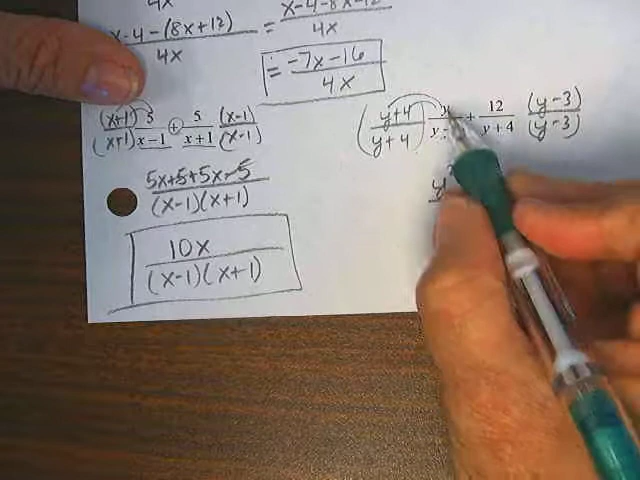 4x
x-4-(8x+12) / 4x = x-4-8x-12
= -7x-16 / 4x
(x+1) / (x+1) 5 / x-1 + 5 / x+1 (x-1) / (x-1)
5x+5+5x-5 / (x-1)(x+1)
10x / (x-1)(x+1)
(y+4 / y+4) y / y- + 12 / y+4 (y-3) / (y-3)
y